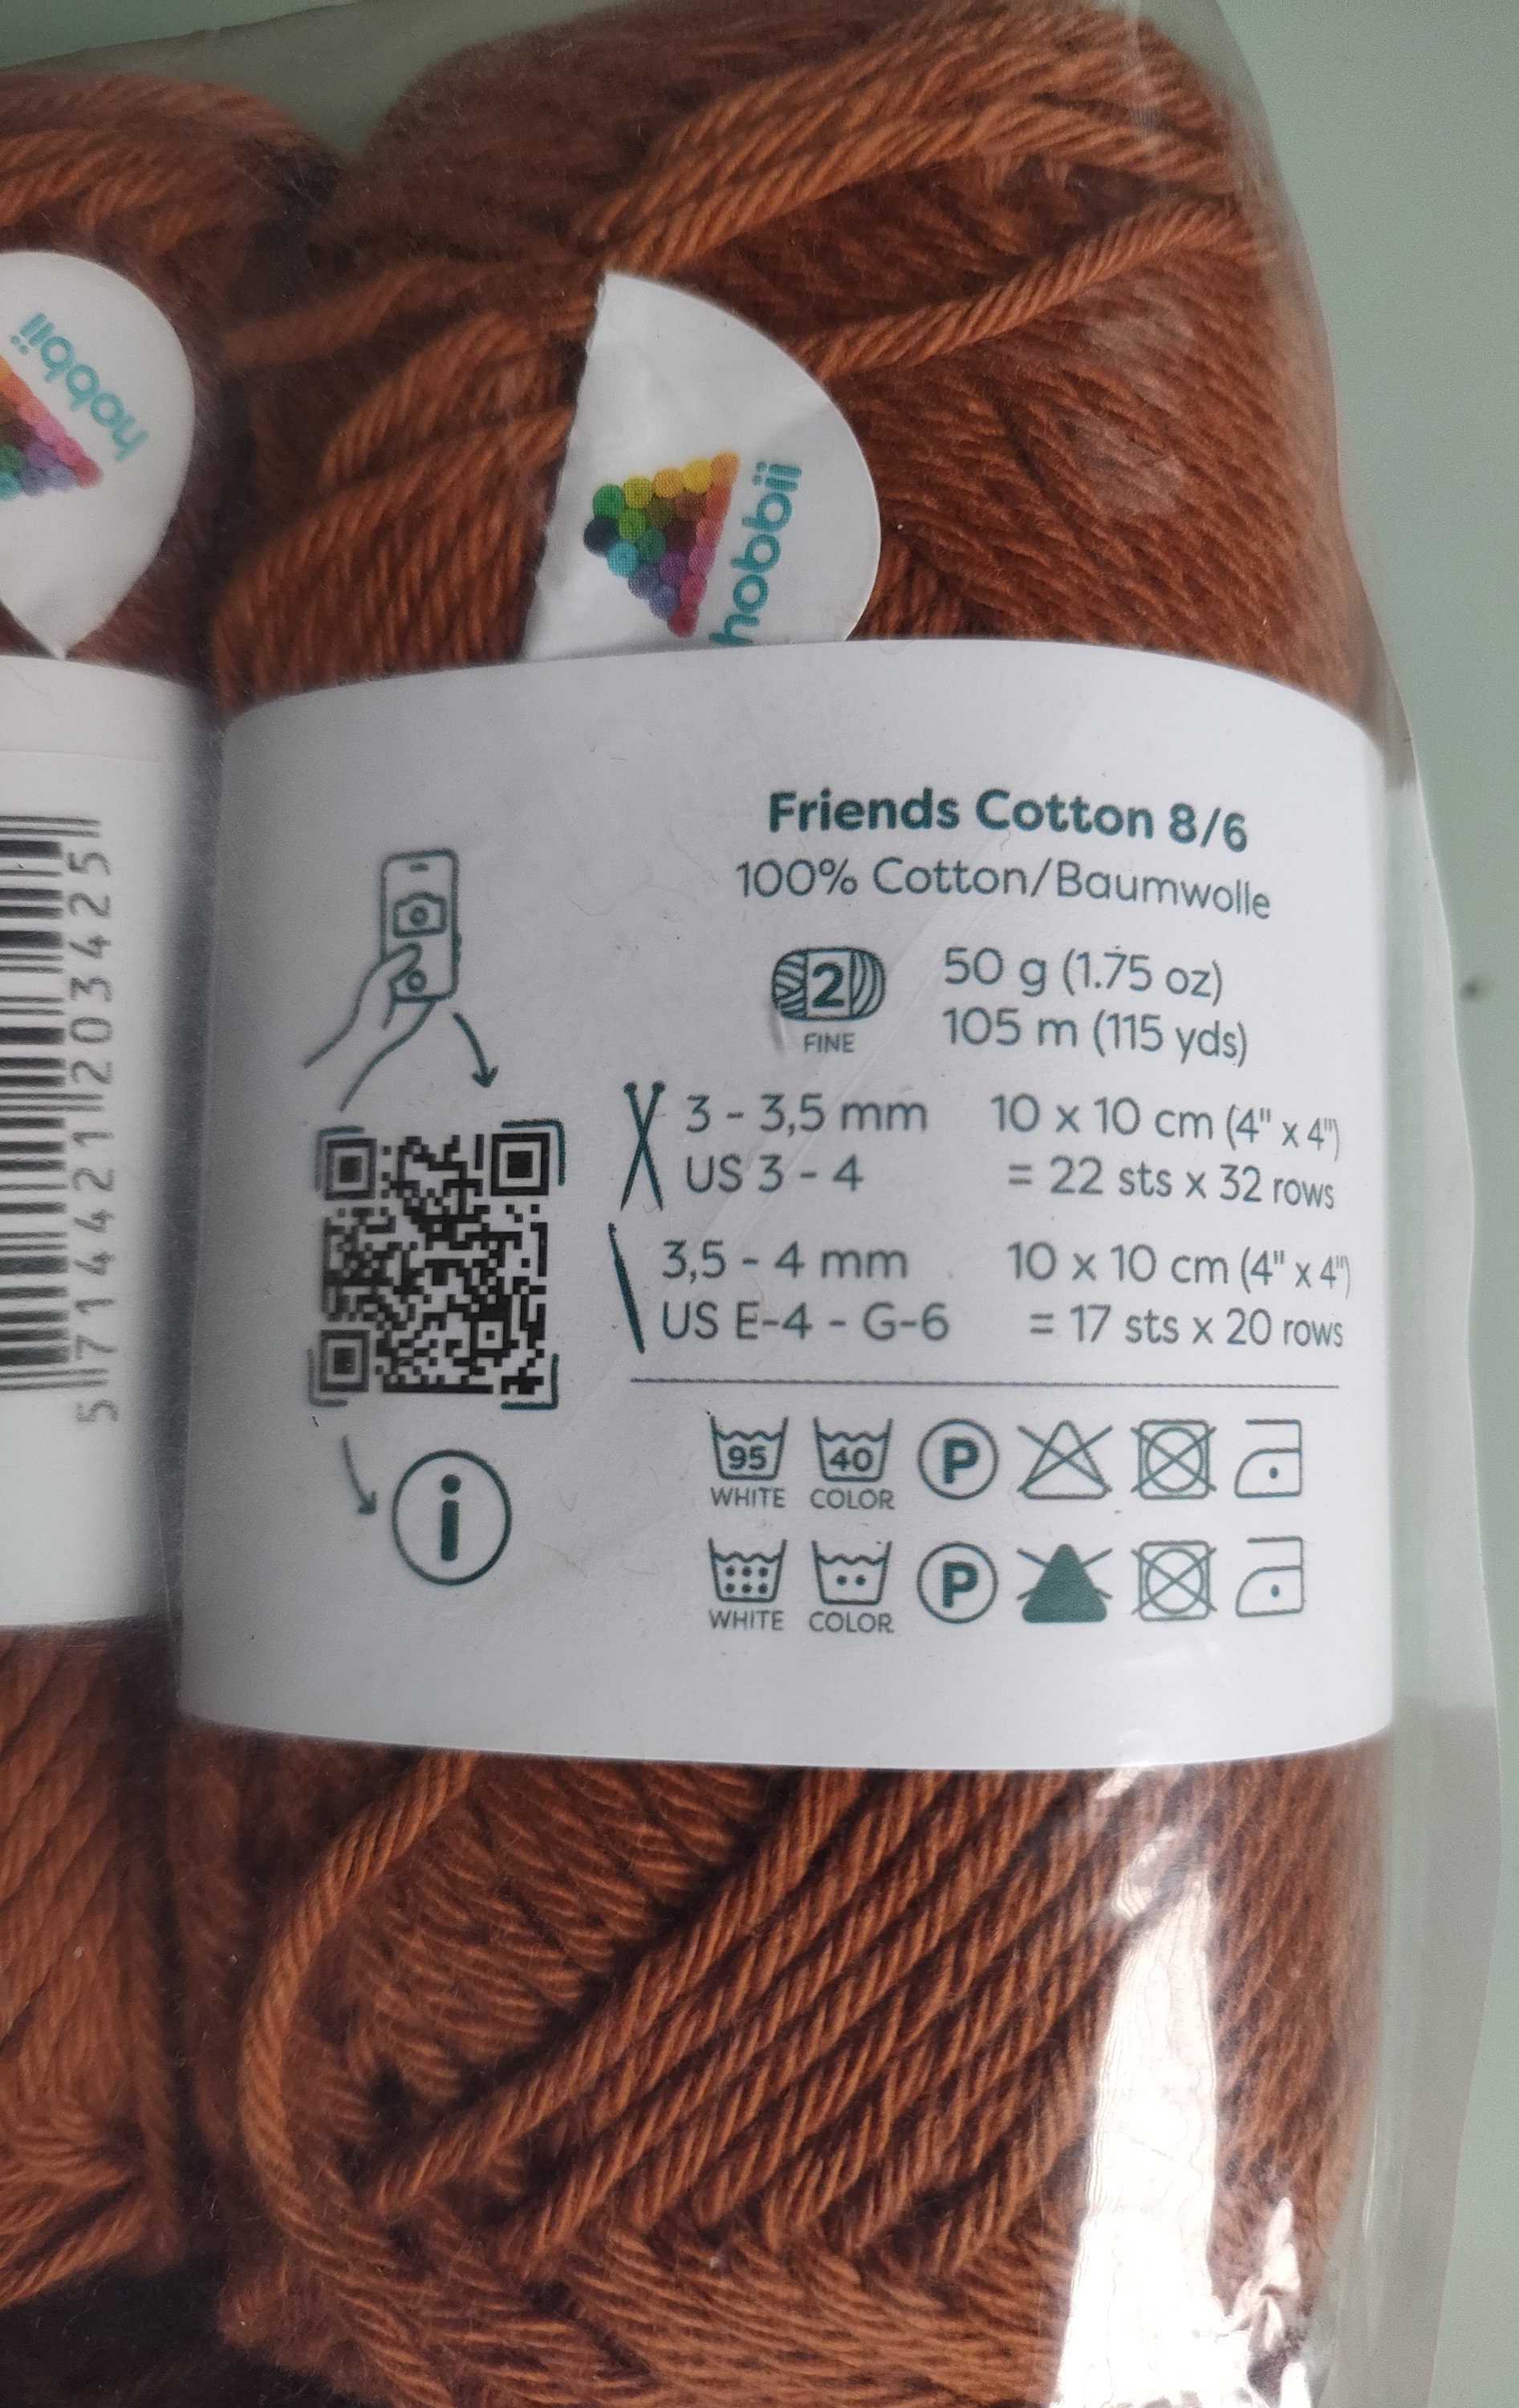 hobbii
hobbii
5714421203425
Friends Cotton 8/6
100% Cotton/Baumwolle
2
FINE
50 g (1.75 oz)
105 m (115 yds)
3 - 3,5 mm
US 3 - 4
10 x 10 cm (4" x 4")
= 22 sts x 32 rows
3,5 - 4 mm
US E-4 - G-6
10 x 10 cm (4" x 4")
= 17 sts x 20 rows
95 40 P
WHITE COLOR
P
WHITE COLOR
i